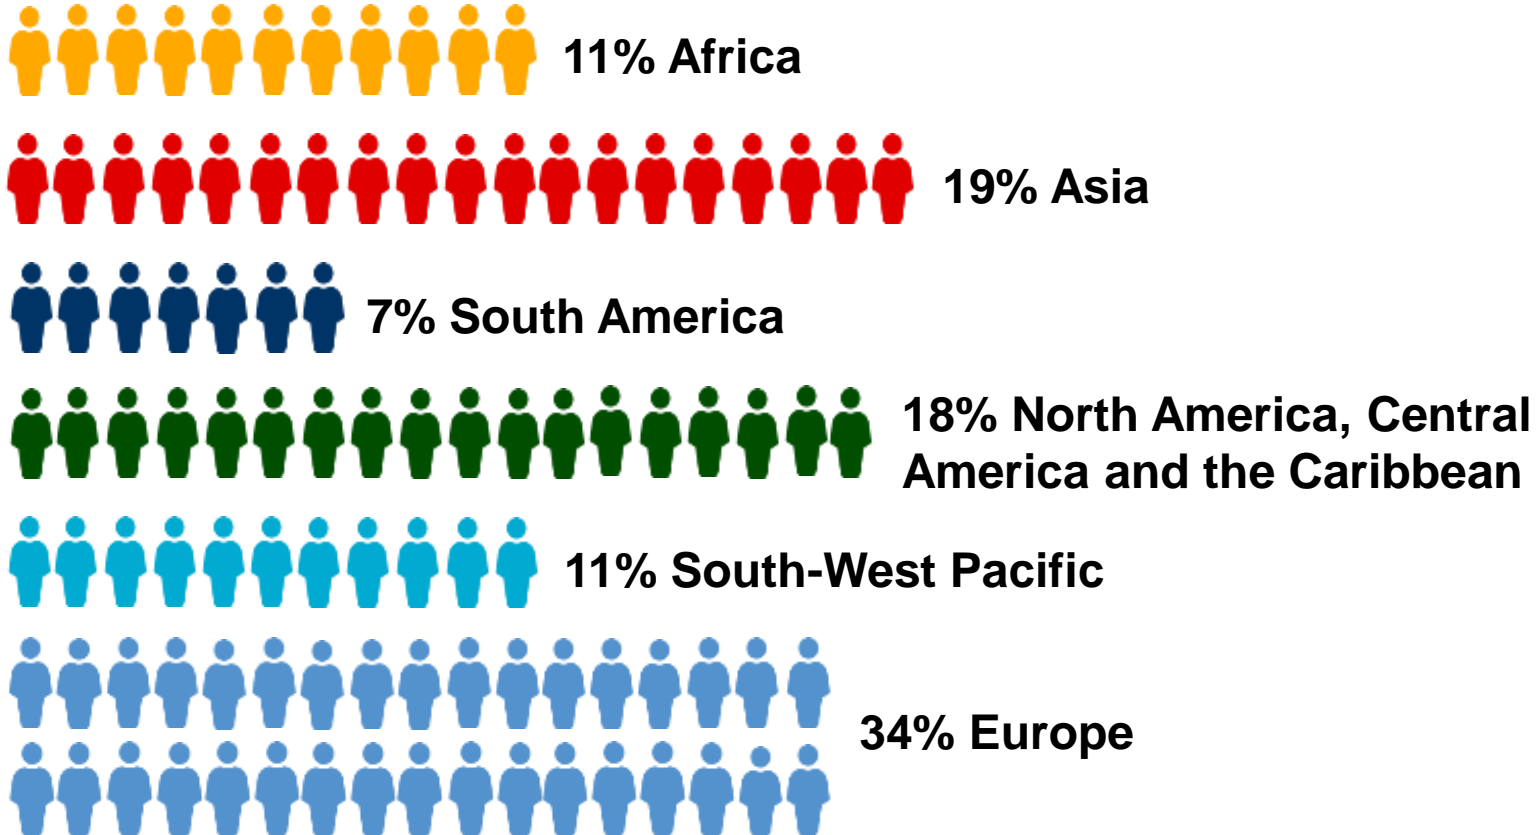 11% Africa
19% Asia
7% South America
18% North America, Central
America and the Caribbean
11% South-West Pacific
34% Europe